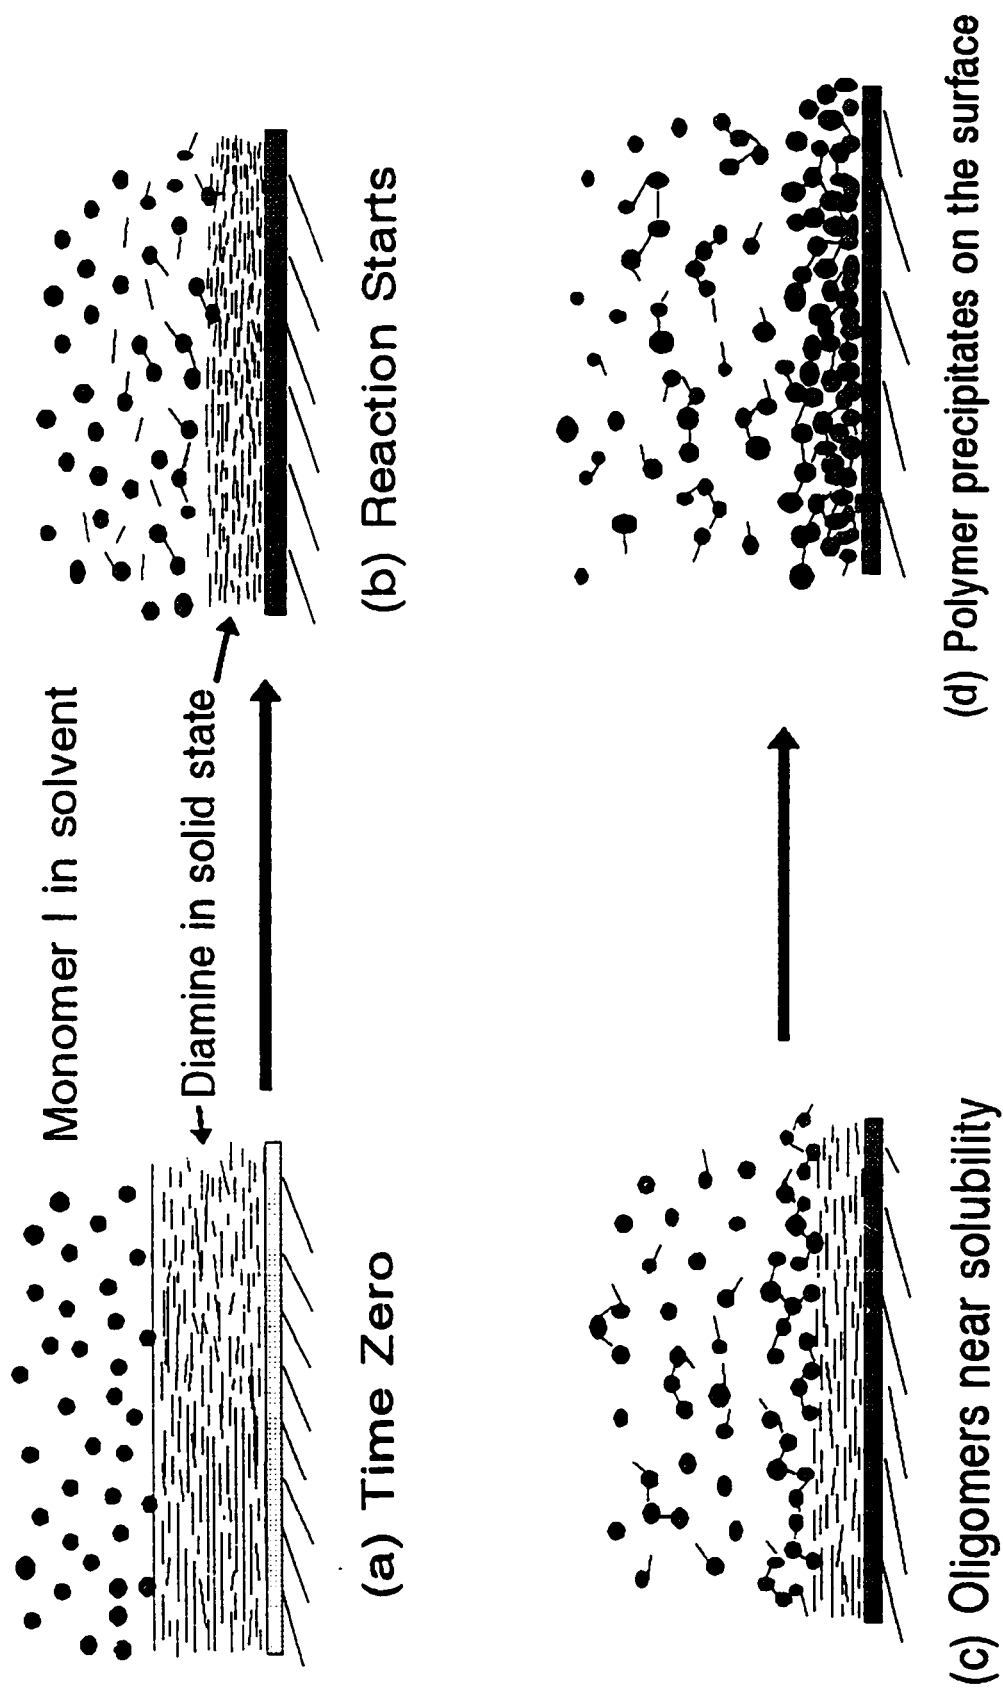 Monomer I in solvent
Diamine in solid state
(a) Time Zero
(b) Reaction Starts
(c) Oligomers near solubility
(d) Polymer precipitates on the surface